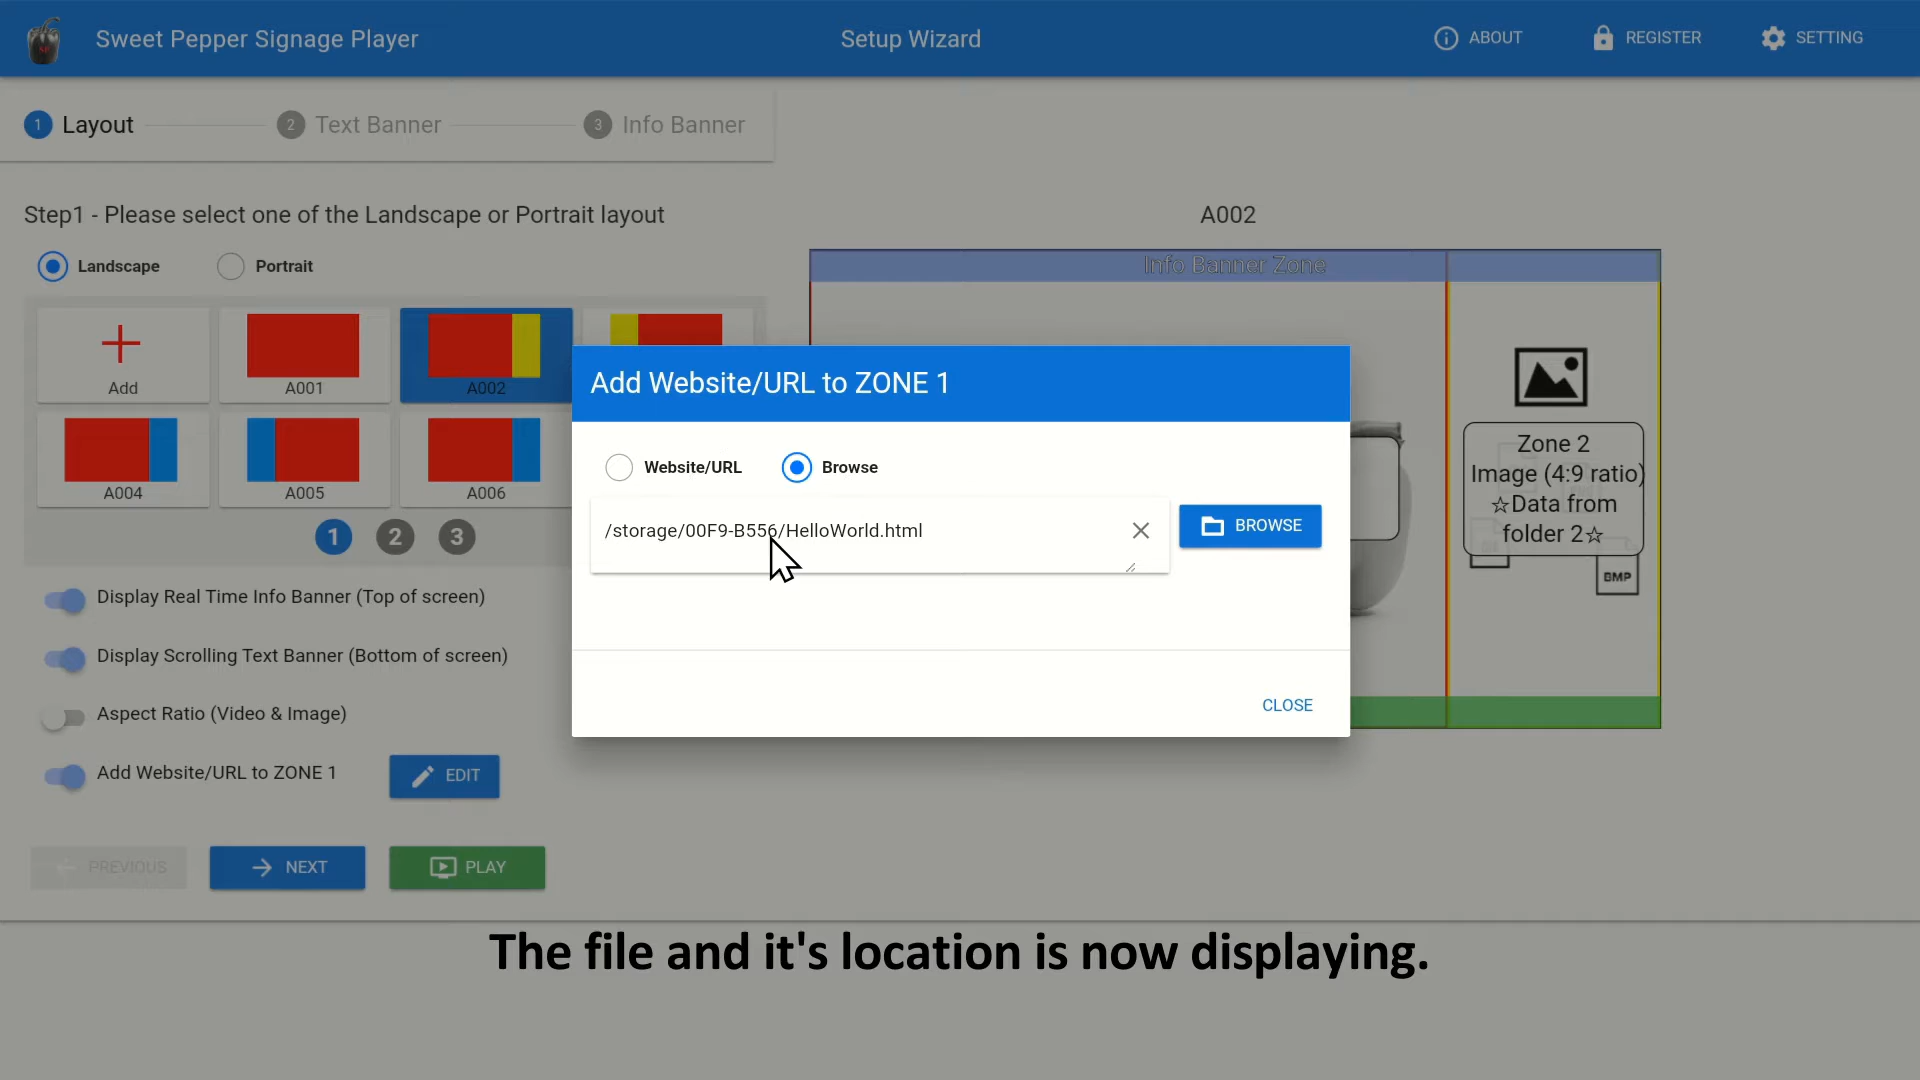 Sweet Pepper Signage Player
Setup Wizard
ABOUT
REGISTER
SETTING
1 Layout
2 Text Banner
3 Info Banner
Step1 - Please select one of the Landscape or Portrait layout
Landscape
Portrait
Add
A001
A002
A004
A005
A006
1
2
3
Display Real Time Info Banner (Top of screen)
Display Scrolling Text Banner (Bottom of screen)
Aspect Ratio (Video & Image)
Add Website/URL to ZONE 1
EDIT
PREVIOUS
NEXT
PLAY
A002
Info Banner Zone
Zone 2
Image (4:9 ratio)
☆Data from
folder 2☆
BMP
Add Website/URL to ZONE 1
Website/URL
Browse
/storage/00F9-B556/HelloWorld.html
BROWSE
CLOSE
The file and it's location is now displaying.